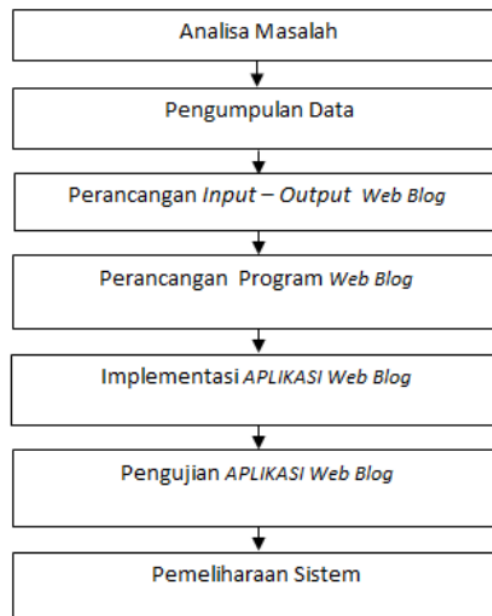 Analisa Masalah
Pengumpulan Data
Perancangan Input – Output Web Blog
Perancangan Program Web Blog
Implementasi APLIKASI Web Blog
Pengujian APLIKASI Web Blog
Pemeliharaan Sistem